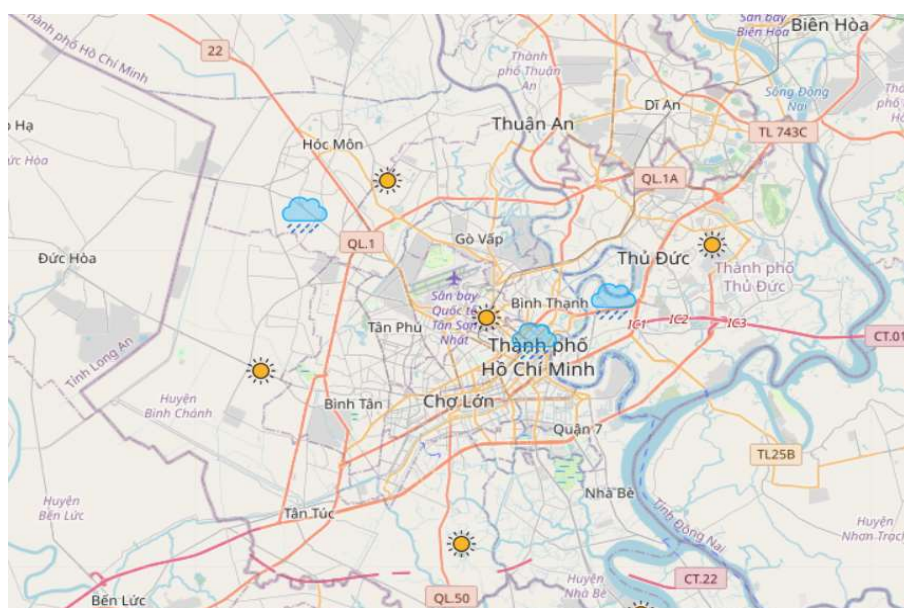 Sân bay
Biên Hòa
Biên Hòa
Thành phố Hồ Chí Minh
22
Thành
phố Thuận
An
Sông Đồng
Nai
Dĩ An
Thuận An
TL 743C
Hóc Môn
QL.1A
QL.1
Gò Vấp
Đức Hòa
Thủ Đức
Thành phố
Thủ Đức
Sân bay
Quốc tế
Tân Sơn
Nhất
Bình Thạnh
Tân Phú
IC1
IC2
IC3
CT.01
Thành phố
Hồ Chí Minh
Tỉnh Long An
Huyện
Bình Chánh
Bình Tân
Chợ Lớn
Quận 7
TL25B
Nhà Bè
Huyện
Bến Lức
Tân Túc
Tỉnh Đồng Nai
Huyện
Nhơn Trạch
CT.22
Huyện
Nhà Bè
QL.50
Bến Lức